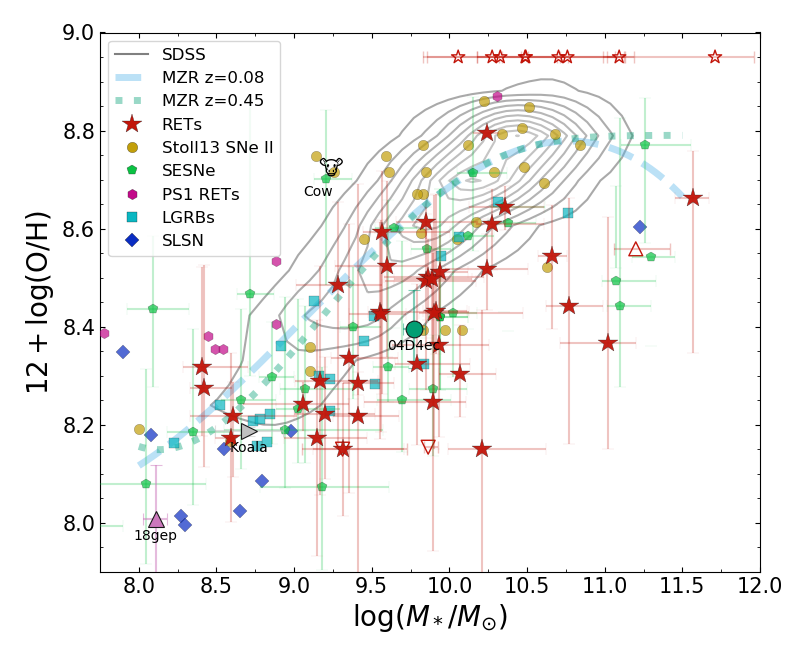 9.0
8.8
8.6
8.4
8.2
8.0
12 + log(O/H)
SDSS
MZR z=0.08
MZR z=0.45
RETs
Stoll13 SNe II
SESNe
PS1 RETs
LGRBs
SLSN
Cow
04D4ec
Koala
18gep
8.0 8.5 9.0 9.5 10.0 10.5 11.0 11.5 12.0
log(M*/M⊙)